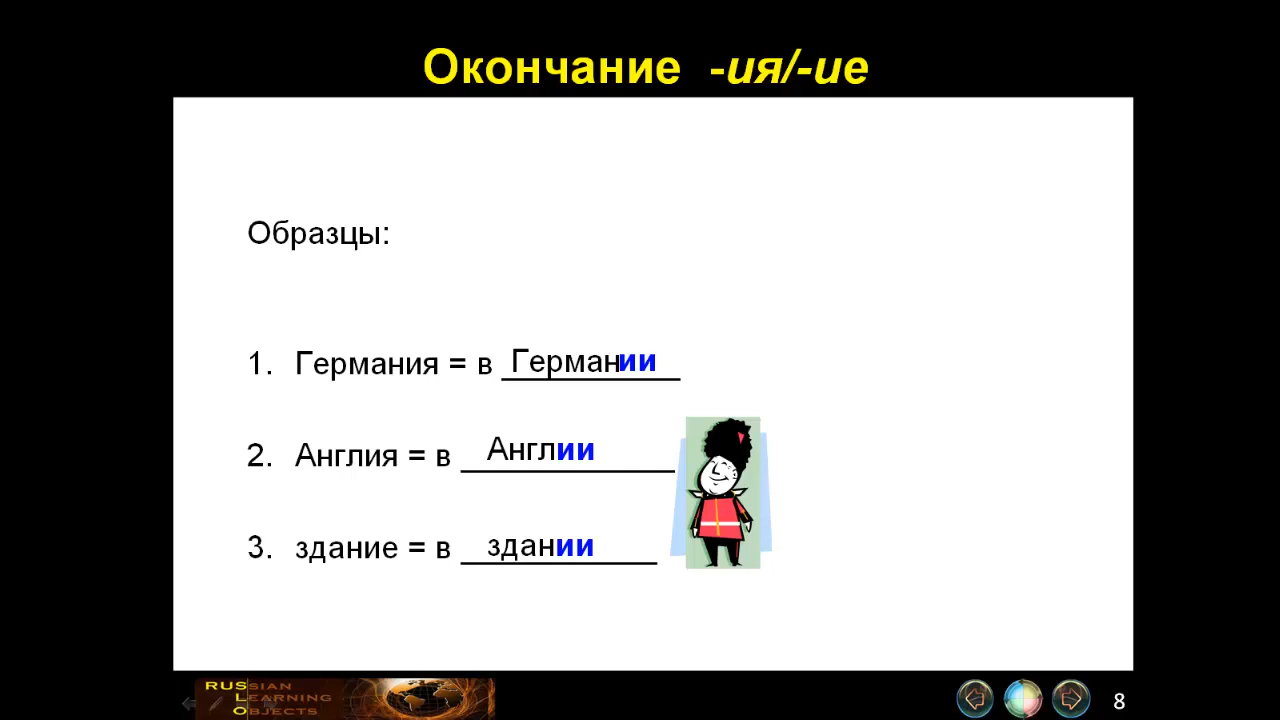 Окончание -ия/-ие
Образцы:
1. Германия = в Германии
2. Англия = в Англии
3. здание = в здании
RUSSIAN
LEARNING
OBJECTS
8